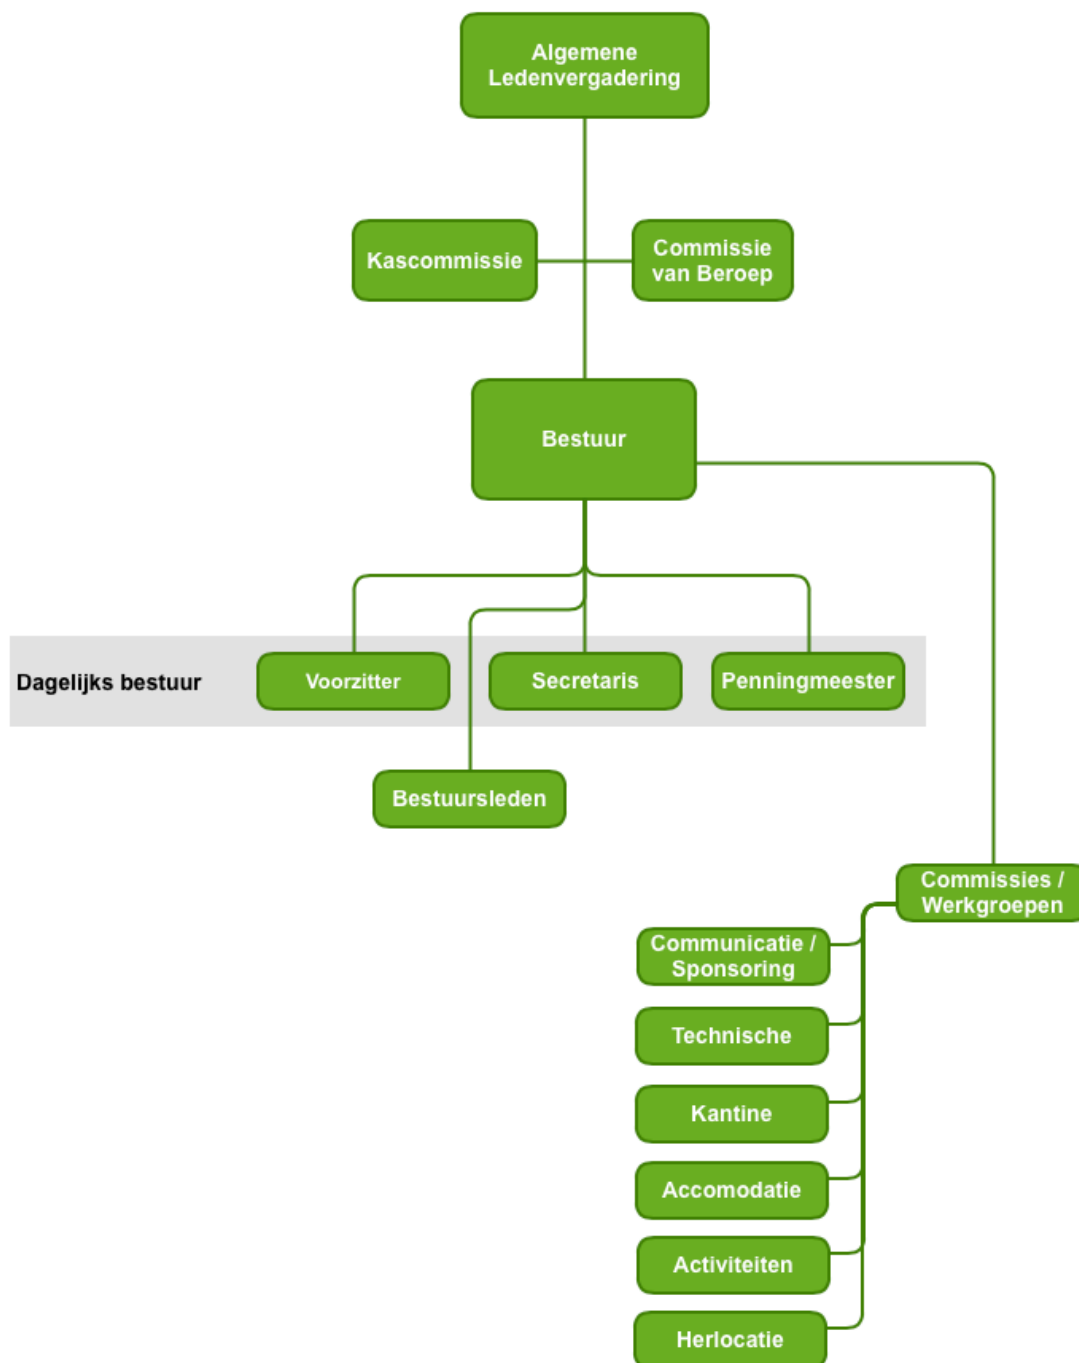 Algemene
Ledenvergadering
Kascommissie
Commissie
van Beroep
Bestuur
Dagelijks bestuur
Voorzitter
Secretaris
Penningmeester
Bestuursleden
Commissies /
Werkgroepen
Communicatie /
Sponsoring
Technische
Kantine
Accomodatie
Activiteiten
Herlocatie